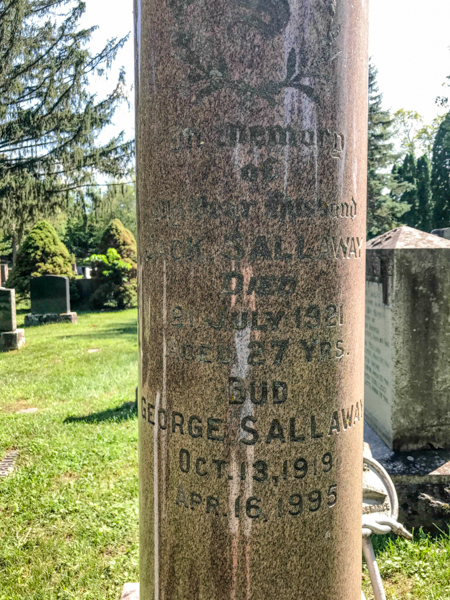 In Memory
of
Husband
SALLAWAY
DIED
21 JULY 1921
AGED 27 YRS.
BUD
GEORGE SALLAWAY
OCT. 13, 1919
APR. 16, 1995